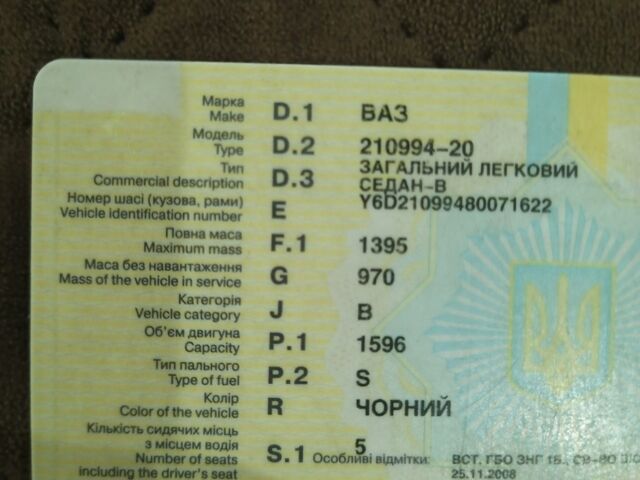 Марка
Make D.1 ВАЗ
Модель
Type D.2 210994-20
Тип D.3 ЗАГАЛЬНИЙ ЛЕГКОВИЙ
Commercial description СЕДАН-В
Номер шасі (кузова, рами) E Y6D21099480071622
Vehicle identification number
Повна маса
Maximum mass F.1 1395
Маса без навантаження
Mass of the vehicle in service G 970
Категорія
Vehicle category J B
Об'єм двигуна
Capacity P.1 1596
Тип пального
Type of fuel P.2 S
Колір
Color of the vehicle R ЧОРНИЙ
Кількість сидячих місць
з місцем водія 5
Number of seats S.1 Особливі відмітки: ВСТ. ГБО ЗНГ
including the driver's seat 25.11.2008